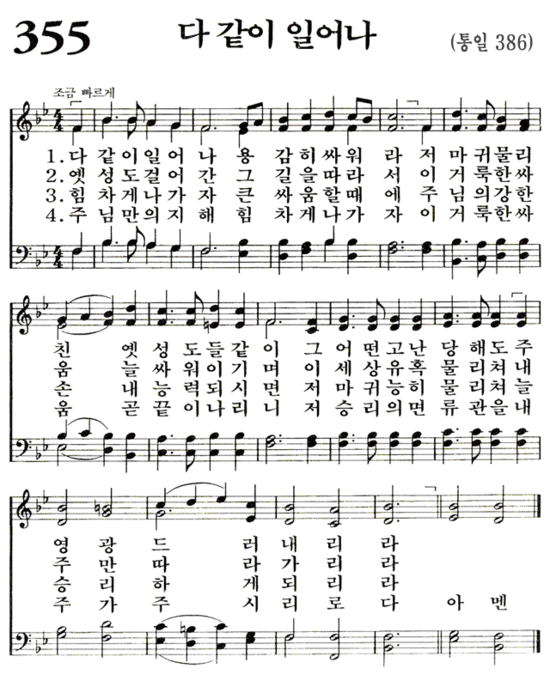 355 다 같이 일어나 (통일 386)
조금 빠르게
1. 다 같이 일어 나 용 감히 싸워 라 저 마귀 물리
2. 옛 성도 걸어 간 그 길을 따라 서 이 거 룩한 싸
3. 힘 차게 나가 자 큰 싸움 할때 에 주 님의 강한
4. 주 님만 의지 해 힘 차게 나가 자 이 거 룩한 싸
친 옛 성 도들 같 이 그 어 떤 고 난 당 해도 주
움 늘 싸 워 이 기 며 이 세 상 유 혹 물 리쳐 내
손 내 능 력 되시 면 저 마 귀 능 히 물 리쳐 늘
움 곧 끝 이 나 리 니 저 승 리 의 면 류 관을 내
영 광 드 러 내 리 라
주 만 따 라 가 리 라
승 리 하 게 되 리 라
주 가 주 시 리 로 다 아 멘